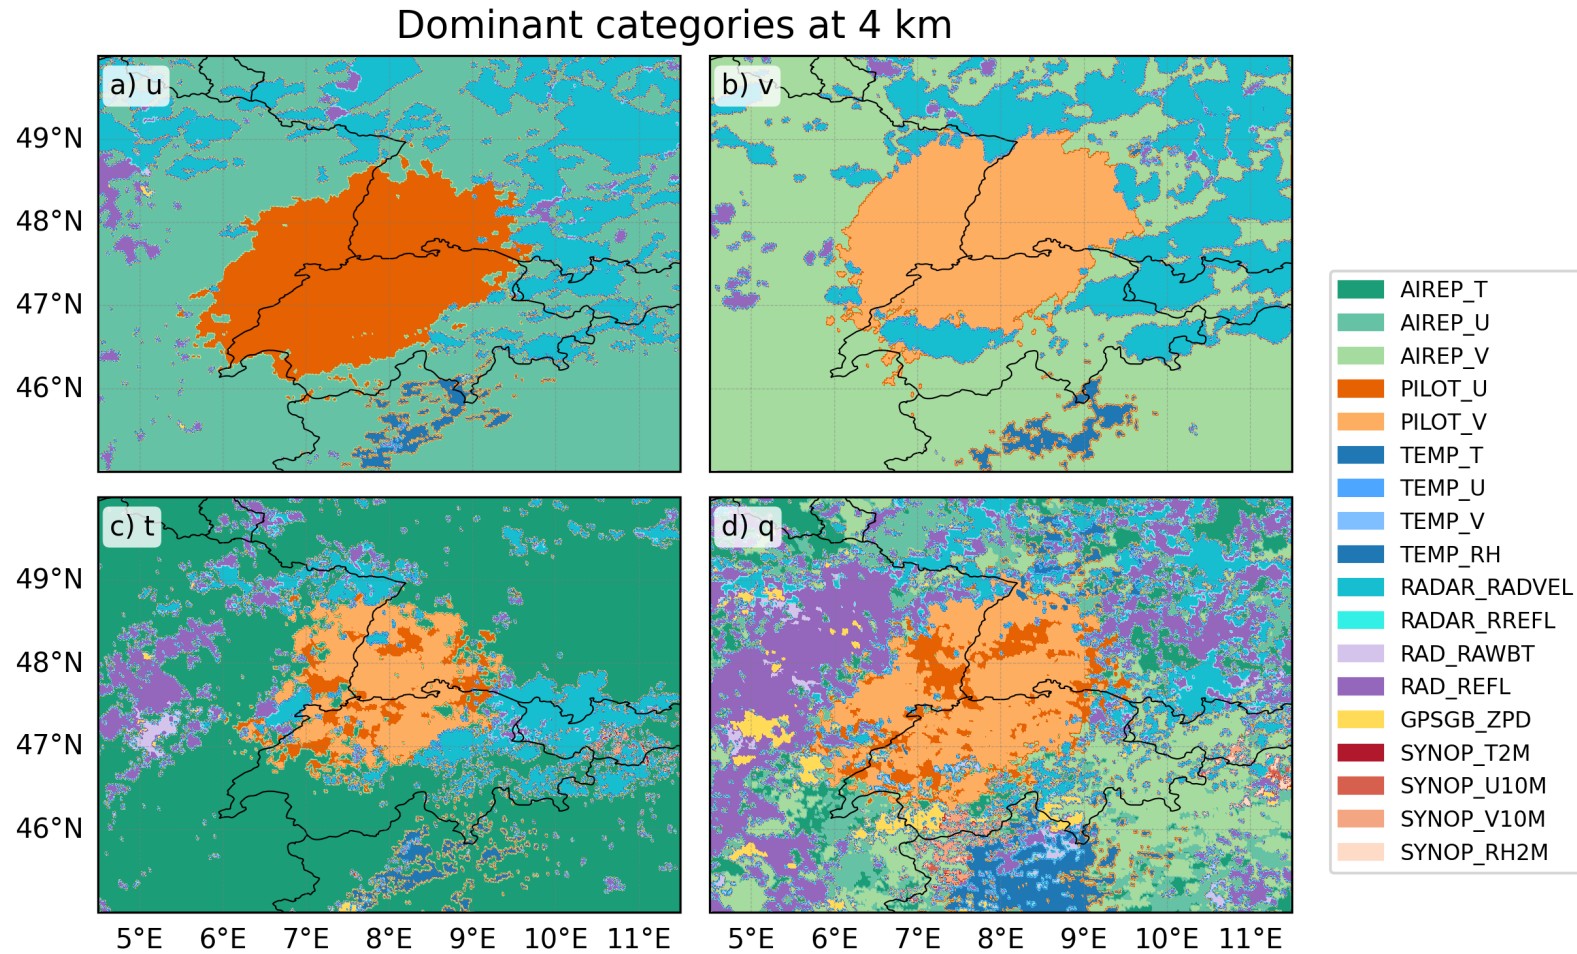 Dominant categories at 4 km
a) u
b) v
49°N
48°N
47°N
46°N
c) t
d) q
49°N
48°N
47°N
46°N
5°E 6°E 7°E 8°E 9°E 10°E 11°E
5°E 6°E 7°E 8°E 9°E 10°E 11°E
AIREP_T
AIREP_U
AIREP_V
PILOT_U
PILOT_V
TEMP_T
TEMP_U
TEMP_V
TEMP_RH
RADAR_RADVEL
RADAR_RREFL
RAD_RAWBT
RAD_REFL
GPSGB_ZPD
SYNOP_T2M
SYNOP_U10M
SYNOP_V10M
SYNOP_RH2M